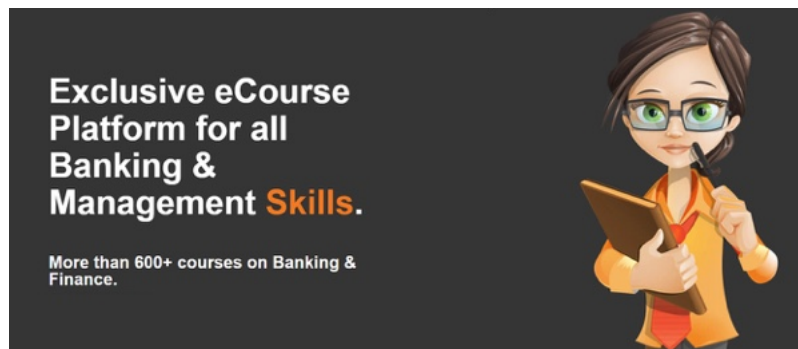 Exclusive eCourse
Platform for all
Banking &
Management Skills.
More than 600+ courses on Banking &
Finance.